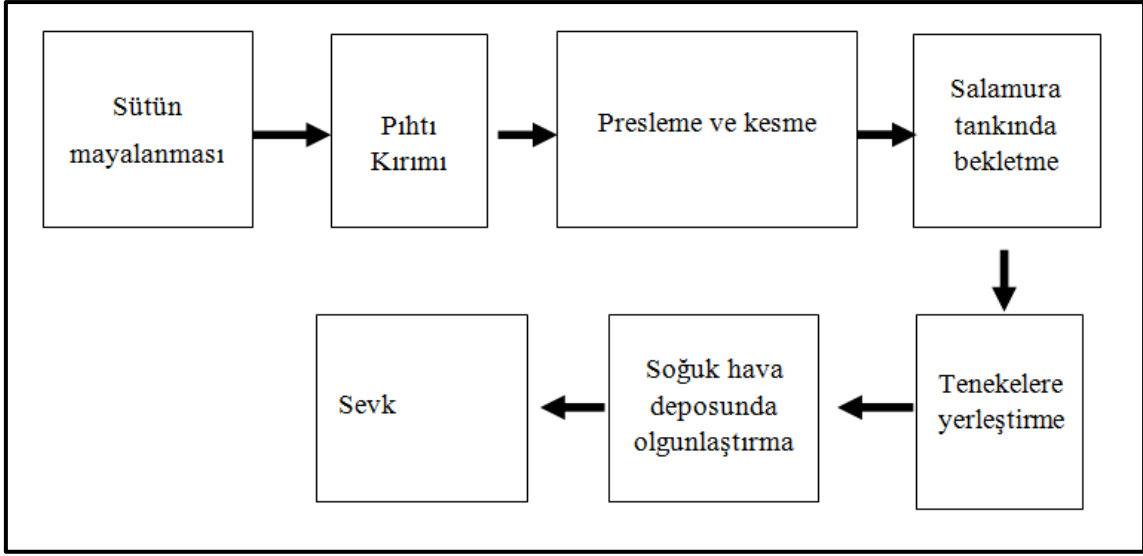 Sütün
mayalanması
Pıhtı
Kırımı
Presleme ve kesme
Salamura
tankında
bekletme
Tenekelere
yerleştirme
Soğuk hava
deposunda
olgunlaştırma
Sevk